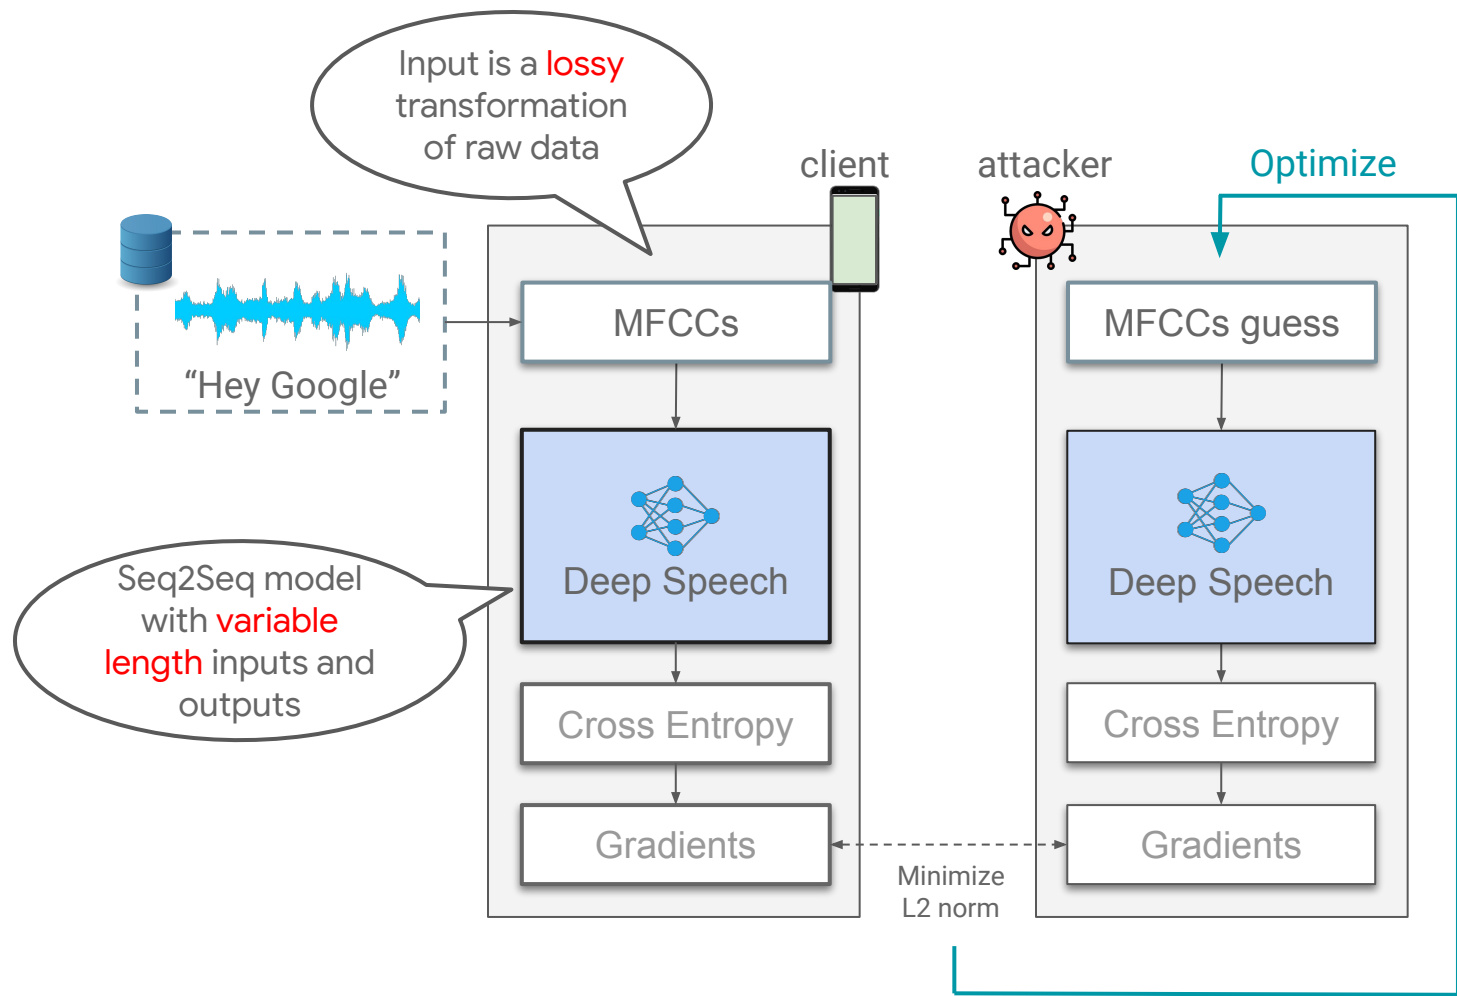 Input is a lossy
transformation
of raw data
client
attacker
Optimize
“Hey Google”
MFCCs
Deep Speech
Seq2Seq model
with variable
length inputs and
outputs
Cross Entropy
Gradients
Minimize
L2 norm
MFCCs guess
Deep Speech
Cross Entropy
Gradients